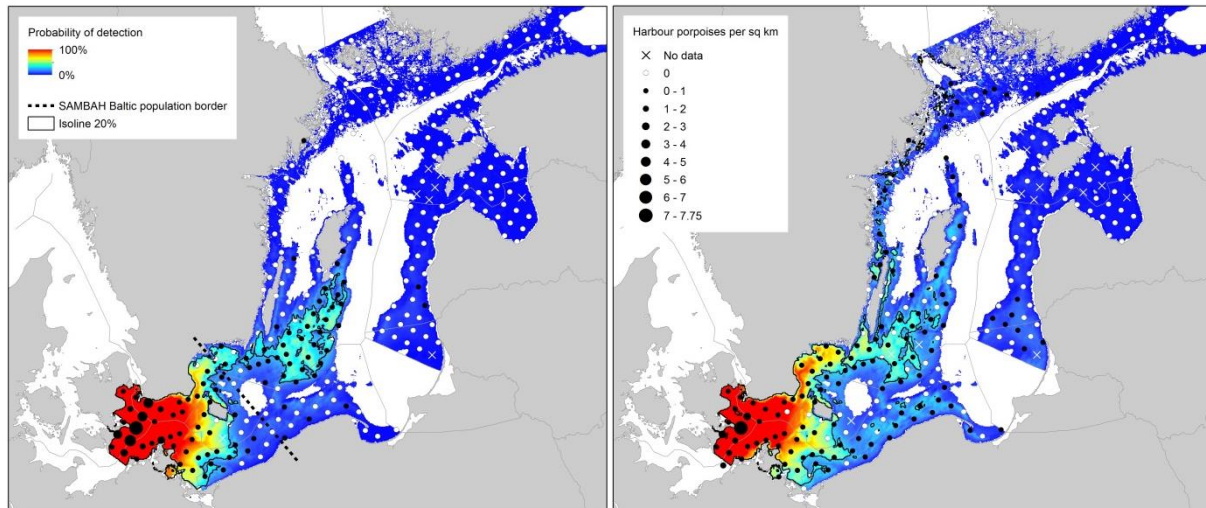 Probability of detection
100%
0%
SAMBAH Baltic population border
Isoline 20%
Harbour porpoises per sq km
No data
0
0 - 1
1 - 2
2 - 3
3 - 4
4 - 5
5 - 6
6 - 7
7 - 7.75